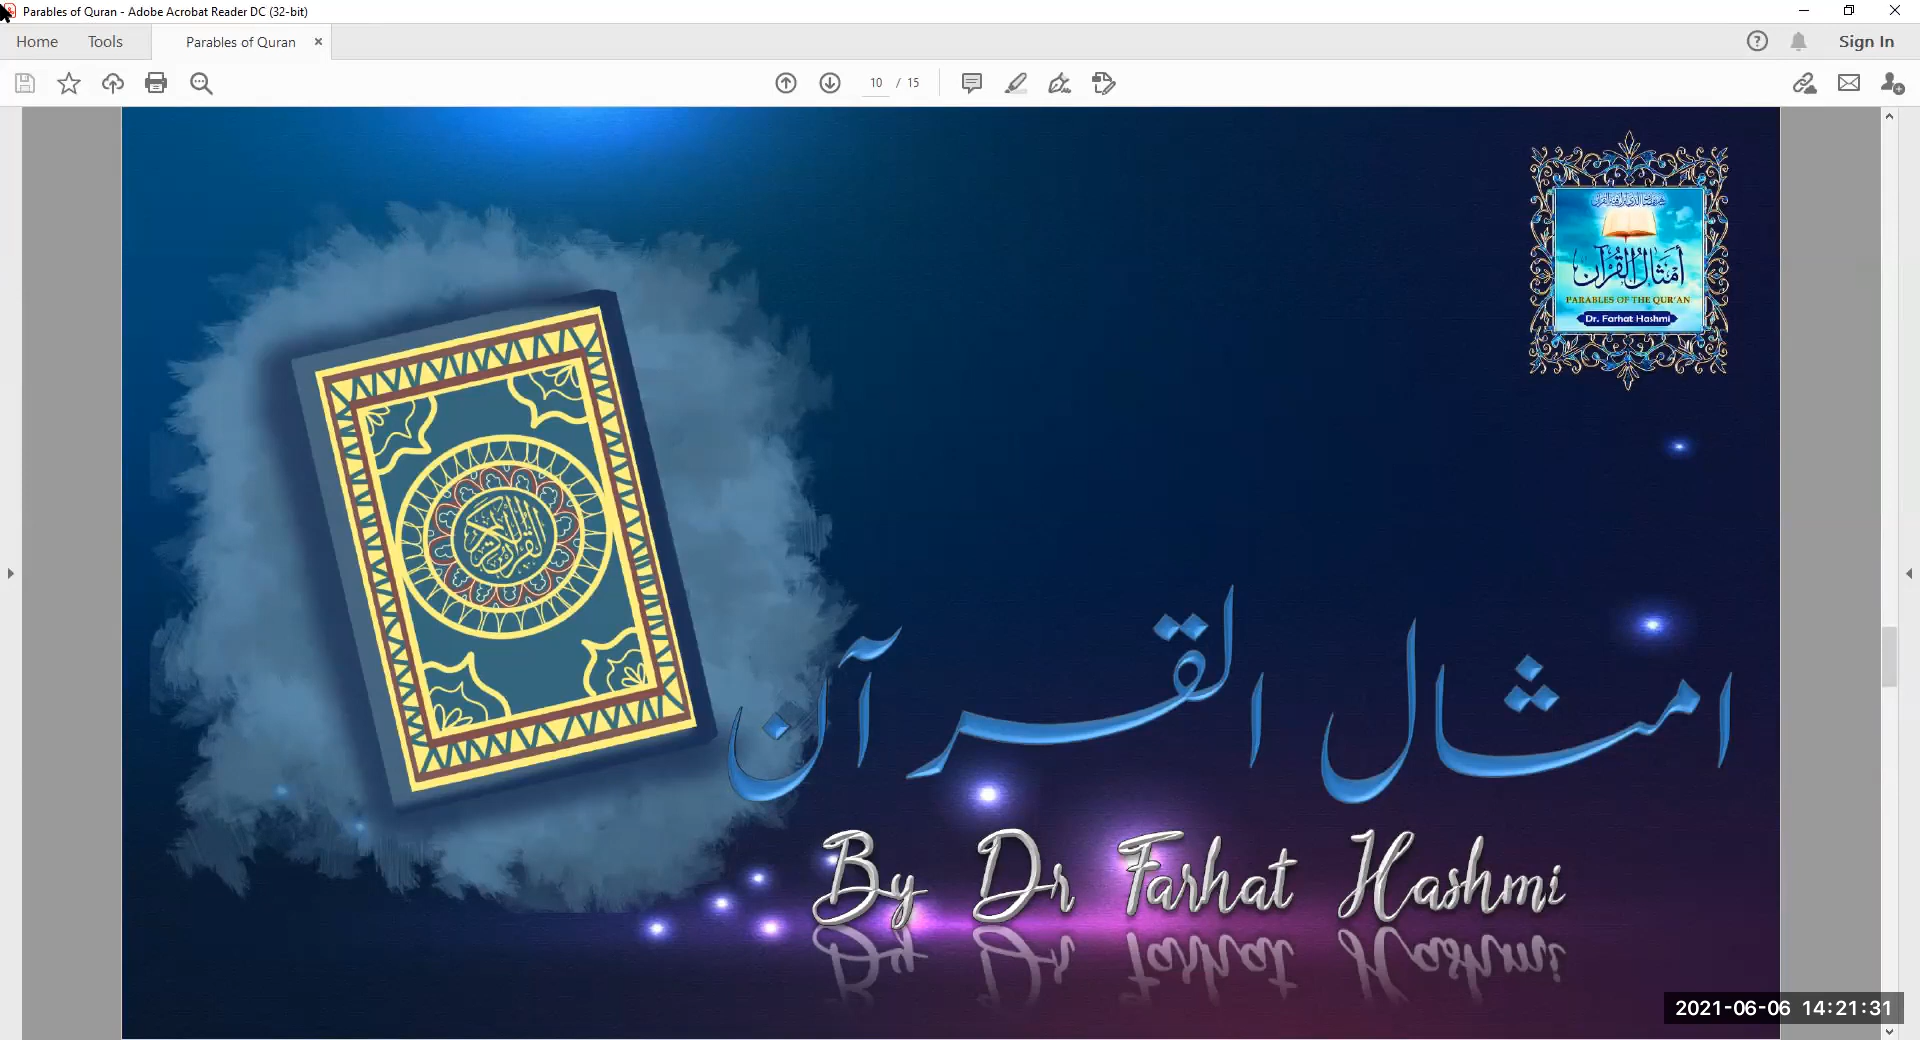 Parables of Quran - Adobe Acrobat Reader DC (32-bit)
Home Tools Parables of Quran
Sign In
10 / 15
أمثال القرآن
PARABLES OF THE QUR'AN
Dr. Farhat Hashmi
امثال القرآن
By Dr Farhat Hashmi
2021-06-06 14:21:31